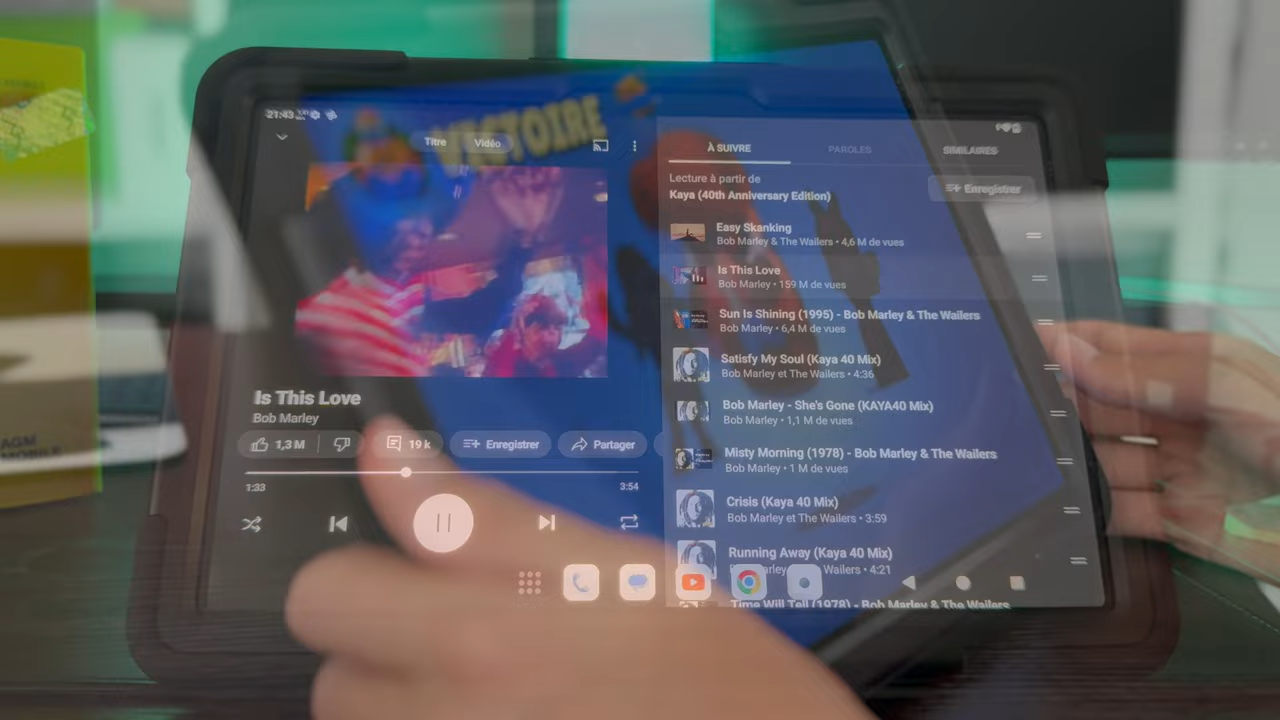 21:43
Titre
Vidéo
VICTOIRE
À SUIVRE
PAROLES
SIMILAIRES
Lecture à partir de
Kaya (40th Anniversary Edition)
Enregistrer
Easy Skanking
Bob Marley & The Wailers • 4,6 M de vues
Is This Love
Bob Marley • 159 M de vues
Sun Is Shining (1995) - Bob Marley & The Wailers
Bob Marley • 6,4 M de vues
Satisfy My Soul (Kaya 40 Mix)
Bob Marley et The Wailers • 4:36
Bob Marley - She's Gone (KAYA40 Mix)
Bob Marley • 1,1 M de vues
Misty Morning (1978) - Bob Marley & The Wailers
Bob Marley • 1 M de vues
Crisis (Kaya 40 Mix)
Bob Marley et The Wailers • 3:59
Running Away (Kaya 40 Mix)
Wailers • 4:21
Time Will Tell (1978) - Bob Marley & The Wailers
Is This Love
Bob Marley
1,3 M
19 k
Enregistrer
Partager
1:33
3:54
AGM
MOBILE